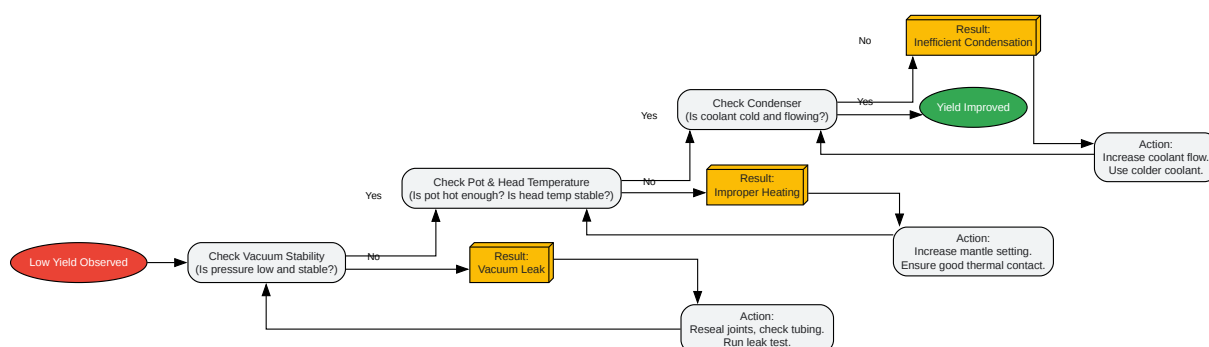 No
Result:
Inefficient Condensation
Yes
Check Condenser
(Is coolant cold and flowing?)
Yes
Yield Improved
Action:
Increase coolant flow.
Use colder coolant.
Yes
Check Pot & Head Temperature
(Is pot hot enough? Is head temp stable?)
No
Result:
Improper Heating
Action:
Increase mantle setting.
Ensure good thermal contact.
Low Yield Observed
Check Vacuum Stability
(Is pressure low and stable?)
No
Result:
Vacuum Leak
Action:
Reseal joints, check tubing.
Run leak test.